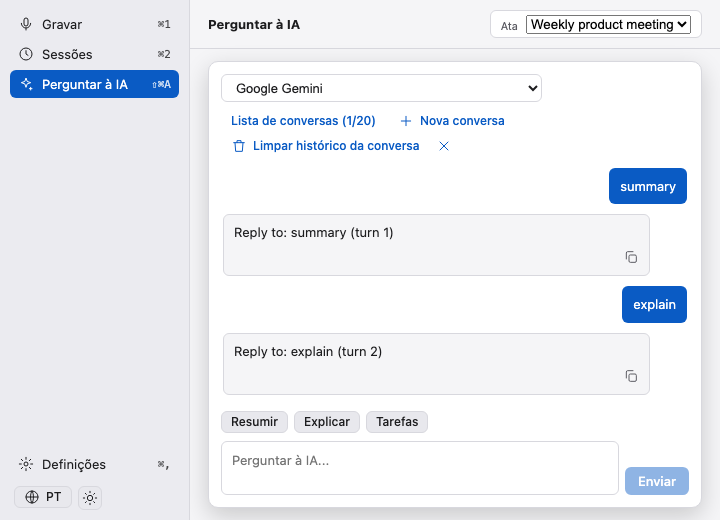 Gravar ⌘1
Sessões ⌘2
Perguntar à IA ⇧⌘A
Definições ⌘,
PT
Perguntar à IA
Ata Weekly product meeting
Google Gemini
Lista de conversas (1/20) Nova conversa
Limpar histórico da conversa
summary
Reply to: summary (turn 1)
explain
Reply to: explain (turn 2)
Resumir Explicar Tarefas
Perguntar à IA...
Enviar